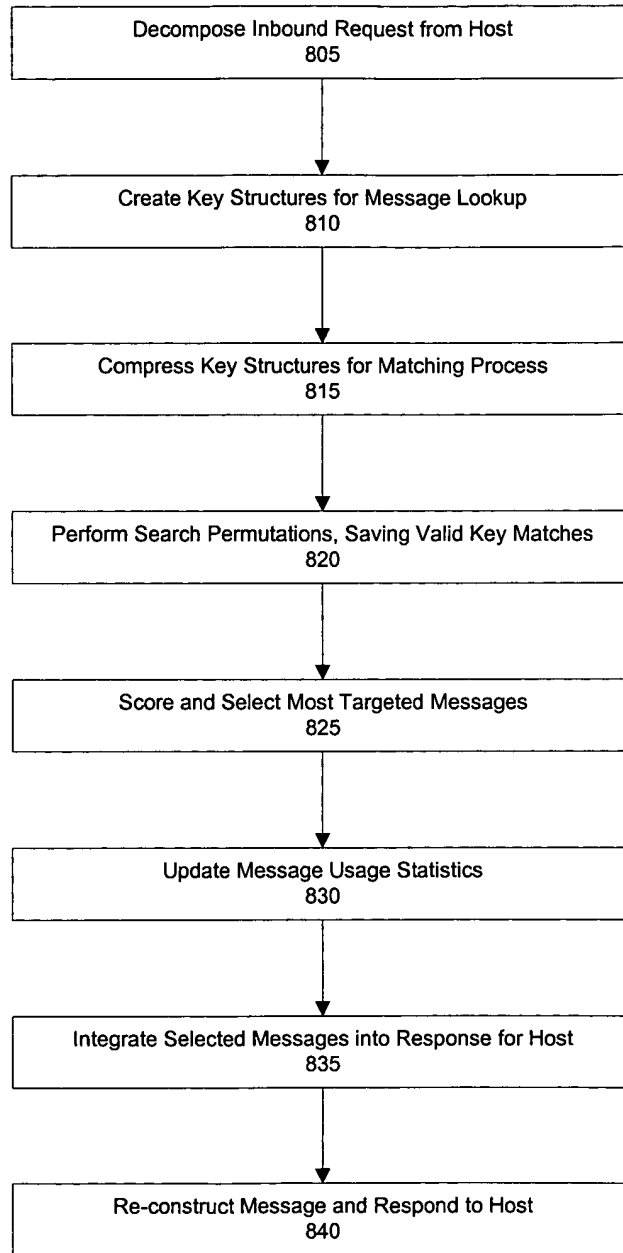 Decompose Inbound Request from Host
805
Create Key Structures for Message Lookup
810
Compress Key Structures for Matching Process
815
Perform Search Permutations, Saving Valid Key Matches
820
Score and Select Most Targeted Messages
825
Update Message Usage Statistics
830
Integrate Selected Messages into Response for Host
835
Re-construct Message and Respond to Host
840